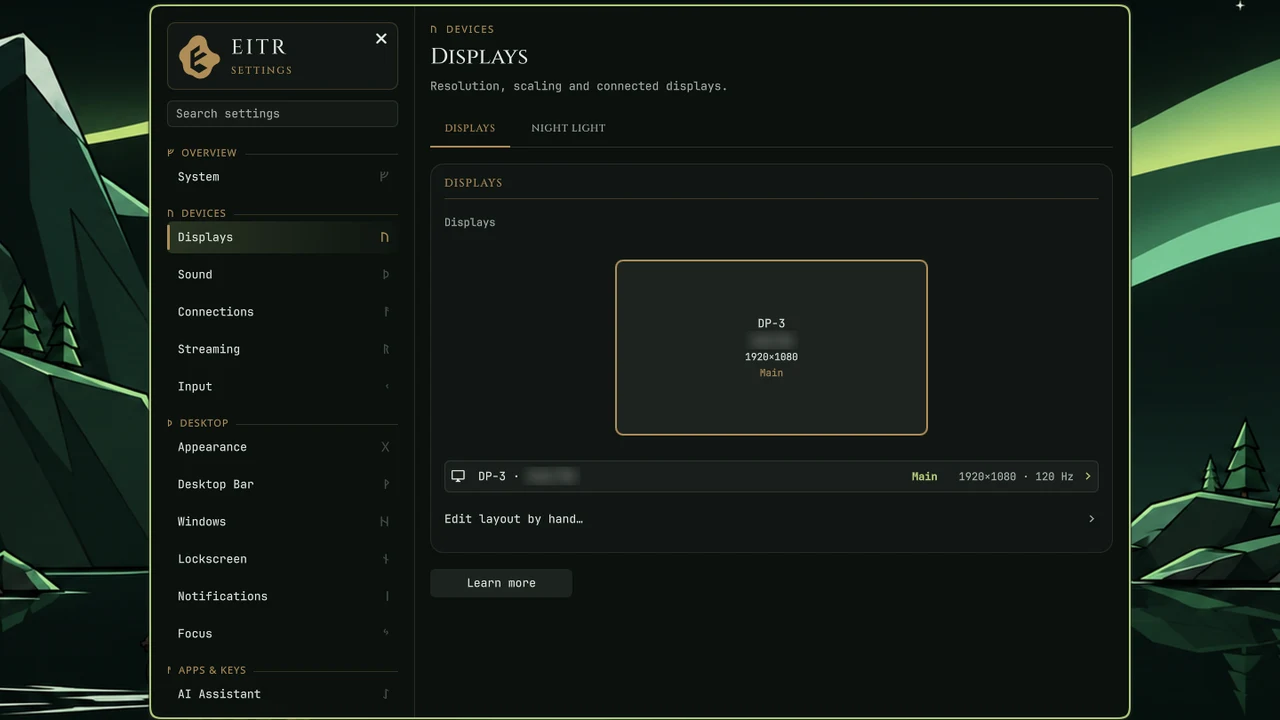 EITR
SETTINGS
Search settings
ᚠ OVERVIEW
System ᚠ
ᚢ DEVICES
Displays ᚢ
Sound ᚦ
Connections ᚨ
Streaming ᚱ
Input ᚲ
ᚦ DESKTOP
Appearance ᚷ
Desktop Bar ᚹ
Windows ᚺ
Lockscreen ᚾ
Notifications ᛁ
Focus
APPS & KEYS
AI Assistant
ᚢ DEVICES
Displays
Resolution, scaling and connected displays.
DISPLAYS NIGHT LIGHT
DISPLAYS
Displays
DP-3
1920×1080
Main
DP-3 · Main 1920×1080 · 120 Hz
Edit layout by hand…
Learn more